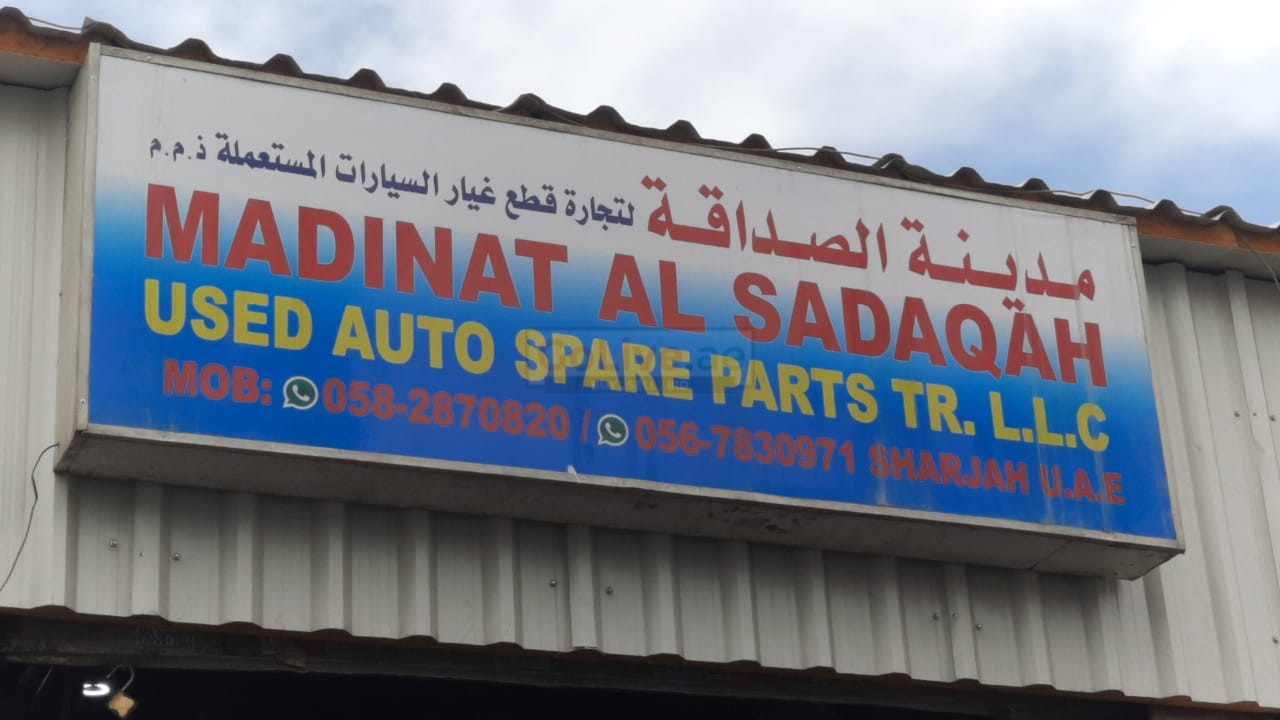 مدينة الصداقة لتجارة قطع غيار السيارات المستعملة ذ.م.م
MADINAT AL SADAQAH
USED AUTO SPARE PARTS TR. L.L.C
MOB: 058-2870820 / 056-7830971 SHARJAH U.A.E